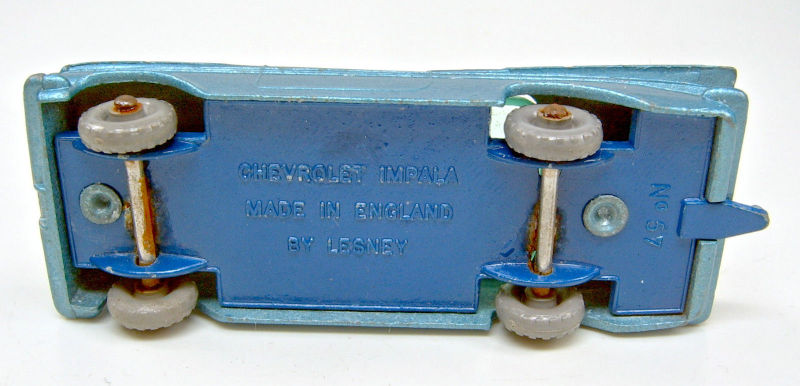 CHEVROLET IMPALA
MADE IN ENGLAND
BY LESNEY
No 57